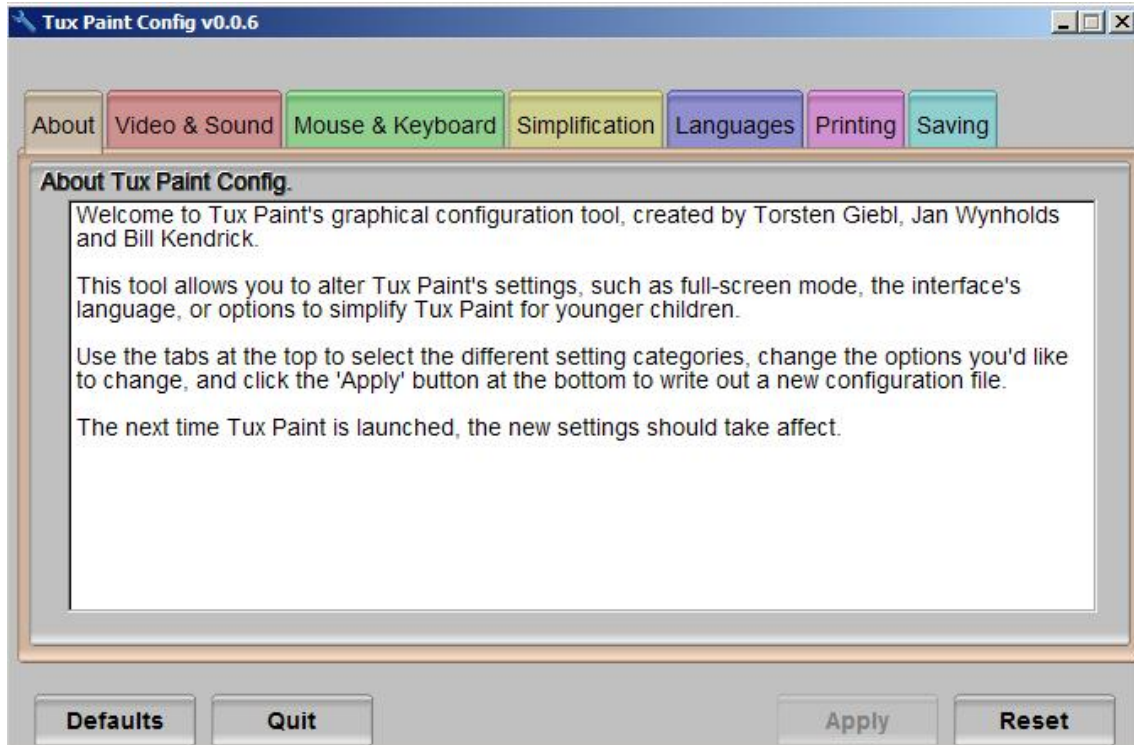 Tux Paint Config v0.0.6
About Video & Sound Mouse & Keyboard Simplification Languages Printing Saving
About Tux Paint Config.
Welcome to Tux Paint's graphical configuration tool, created by Torsten Giebl, Jan Wynholds
and Bill Kendrick.
This tool allows you to alter Tux Paint's settings, such as full-screen mode, the interface's
language, or options to simplify Tux Paint for younger children.
Use the tabs at the top to select the different setting categories, change the options you'd like
to change, and click the 'Apply' button at the bottom to write out a new configuration file.
The next time Tux Paint is launched, the new settings should take affect.
Defaults Quit Apply Reset